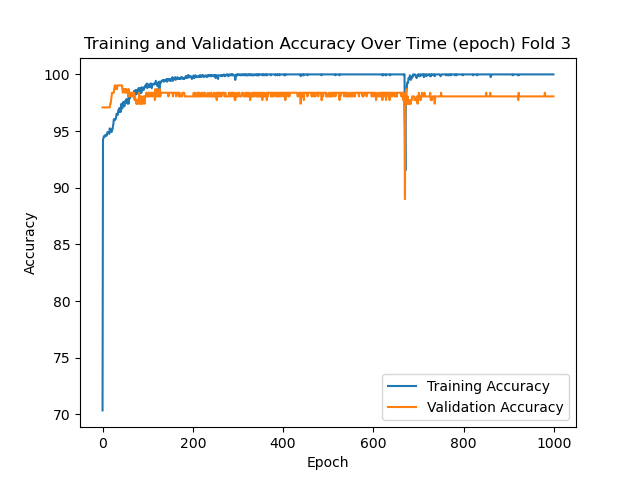 Training and Validation Accuracy Over Time (epoch) Fold 3
100
95
90
85
80
75
70
Accuracy
0
200
400
600
800
1000
Epoch
Training Accuracy
Validation Accuracy